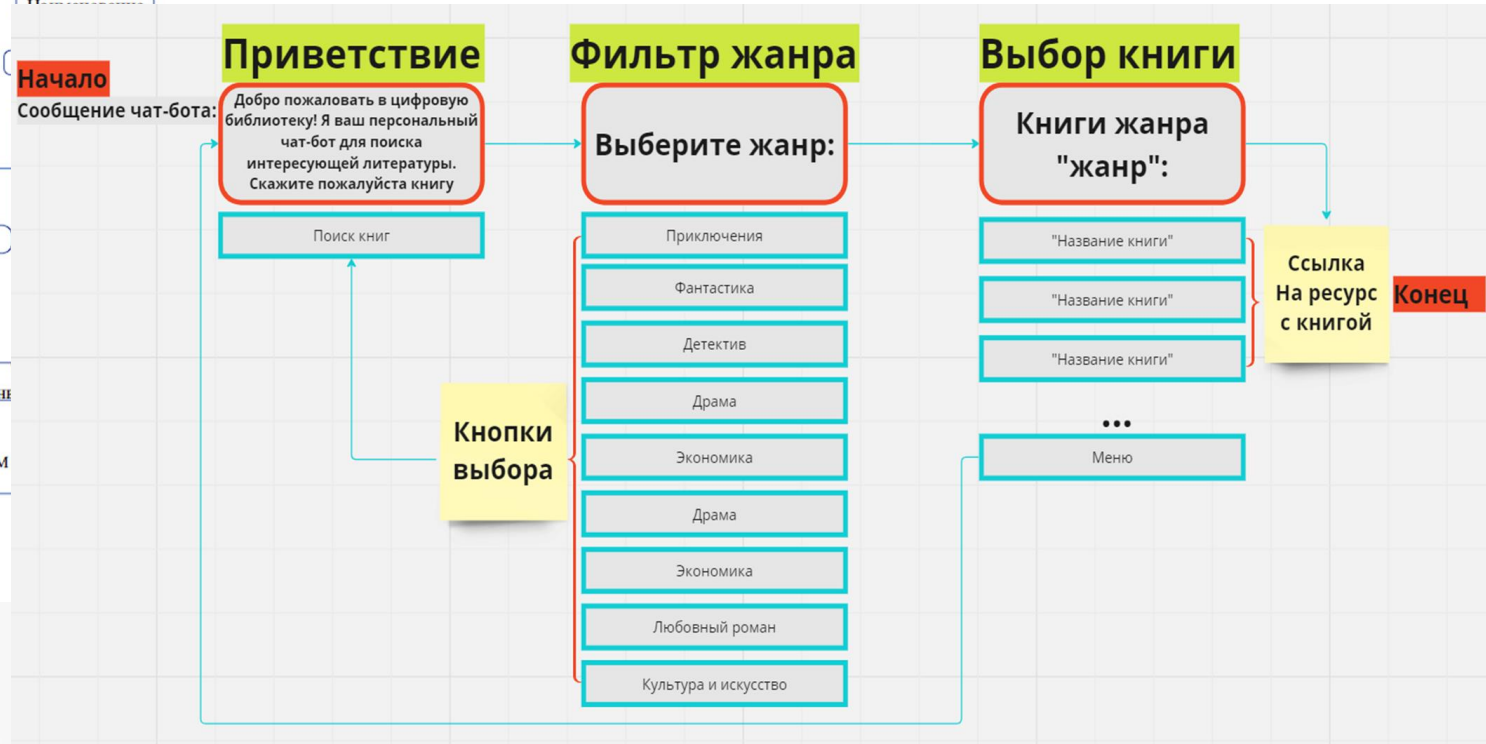 Приветствие
Фильтр жанра
Выбор книги
Начало
Сообщение чат-бота:
Добро пожаловать в цифровую
библиотеку! Я ваш персональный
чат-бот для поиска
интересующей литературы.
Скажите пожалуйста книгу
Выберите жанр:
Книги жанра
"жанр":
Поиск книг
Приключения
Фантастика
Детектив
Драма
Экономика
Драма
Экономика
Любовный роман
Культура и искусство
Кнопки
выбора
"Название книги"
"Название книги"
"Название книги"
...
Меню
Ссылка
На ресурс
с книгой
Конец